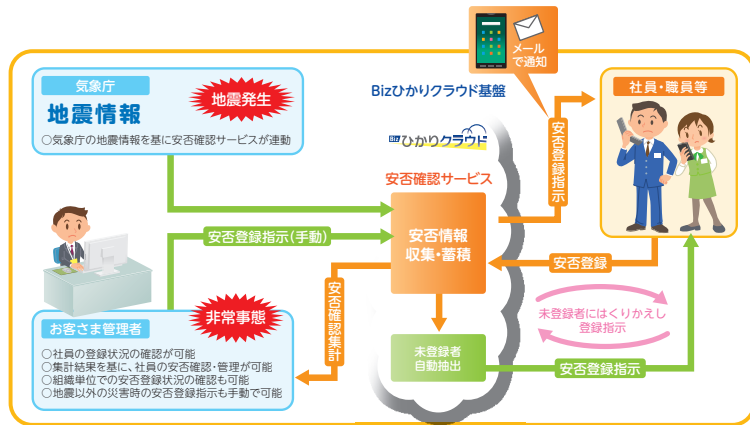 メール
で通知
気象庁
地震情報
地震発生
○気象庁の地震情報を基に安否確認サービスが連動
Bizひかりクラウド基盤
Biz ひかりクラウド
安否確認サービス
安否情報
収集・蓄積
安否登録指示
社員・職員等
安否登録指示(手動)
安否登録
未登録者にはくりかえし
登録指示
安否確認集計
非常事態
お客さま管理者
○社員の登録状況の確認が可能
○集計結果を基に、社員の安否確認・管理が可能
○組織単位での安否登録状況の確認も可能
○地震以外の災害時の安否登録指示も手動で可能
未登録者
自動抽出
安否登録指示